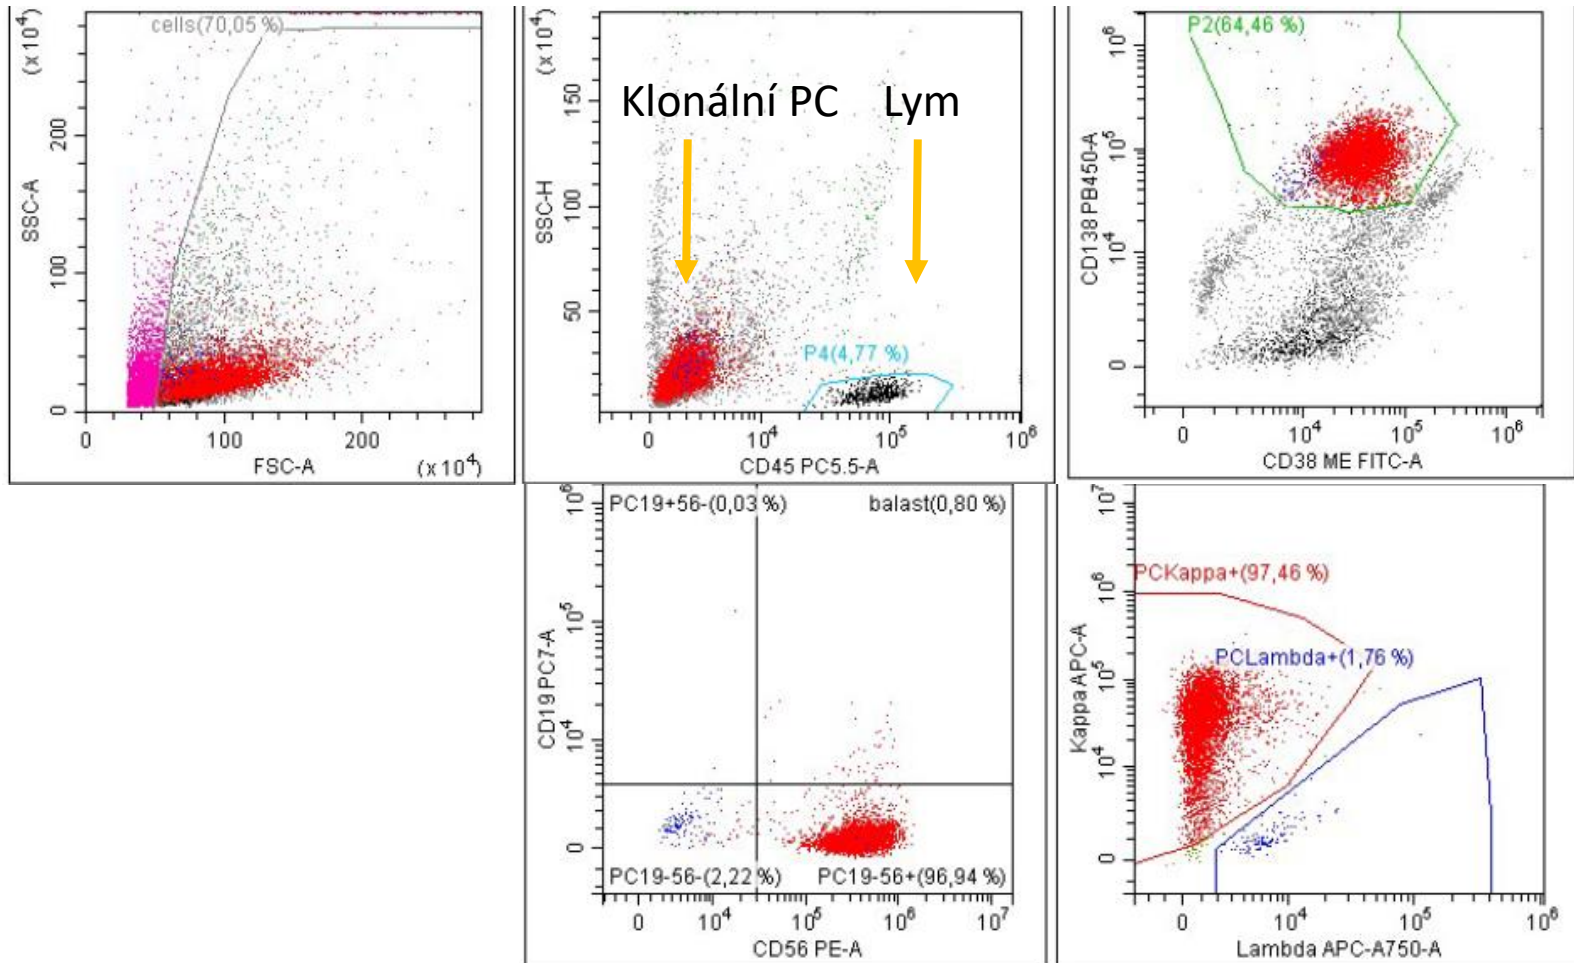 cells(70,05 %)
(x 10⁴)
SSC-A
200
100
0
0
100
200
FSC-A
(x 10⁴)
(x 10⁴)
SSC-H
150
100
50
Klonální PC
Lym
P4(4,77 %)
0
10⁴
10⁵
10⁶
CD45 PC5.5-A
P2(64,46 %)
CD138 PB450-A
10⁶
10⁵
10⁴
0
0
10⁴
10⁵
10⁶
CD38 ME FITC-A
PC19+56-(0,03 %)
balast(0,80 %)
CD19 PC7-A
10⁶
10⁵
10⁴
0
PC19-56-(2,22 %)
PC19-56+(96,94 %)
0
10⁴
10⁵
10⁶
10⁷
CD56 PE-A
PCKappa+(97,46 %)
PCLambda+(1,76 %)
Kappa APC-A
10⁷
10⁶
10⁵
10⁴
0
0
10⁴
10⁵
10⁶
Lambda APC-A750-A